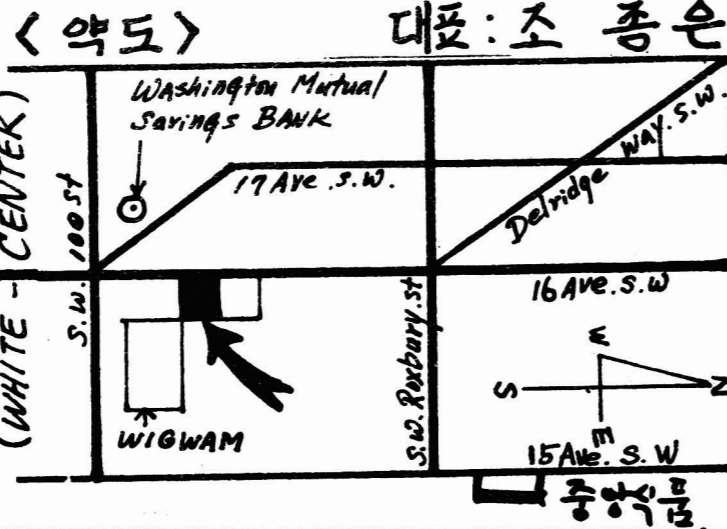 <약도>
대표: 조 종 은
(WHITE - CENTER)
S.W. 100 St
WAshington Mutual
Savings BANK
17 Ave. S.W.
Delridge Way. S.W.
S.W. Roxbury. st
16 Ave. S.W
WIGWAM
W
S
N
E
15 Ave. S. W
중앙식품